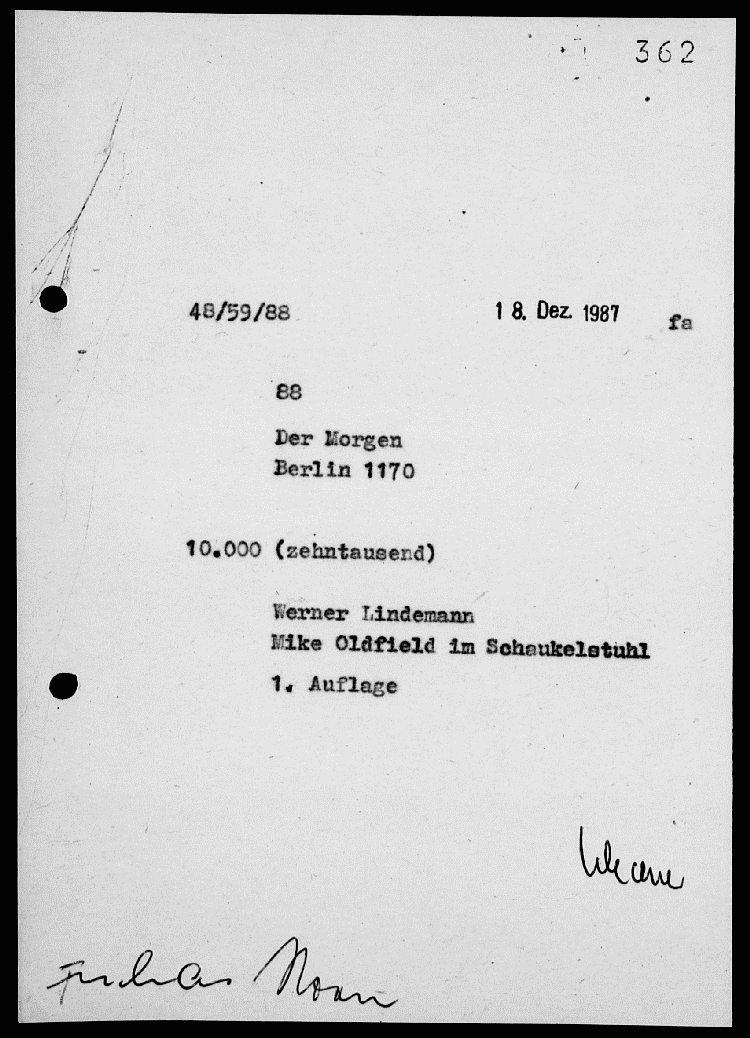 362
48/59/88 18. Dez. 1987 fa
88
Der Morgen
Berlin 1170
10.000 (zehntausend)
Werner Lindemann
Mike Oldfield im Schaukelstuhl
1. Auflage